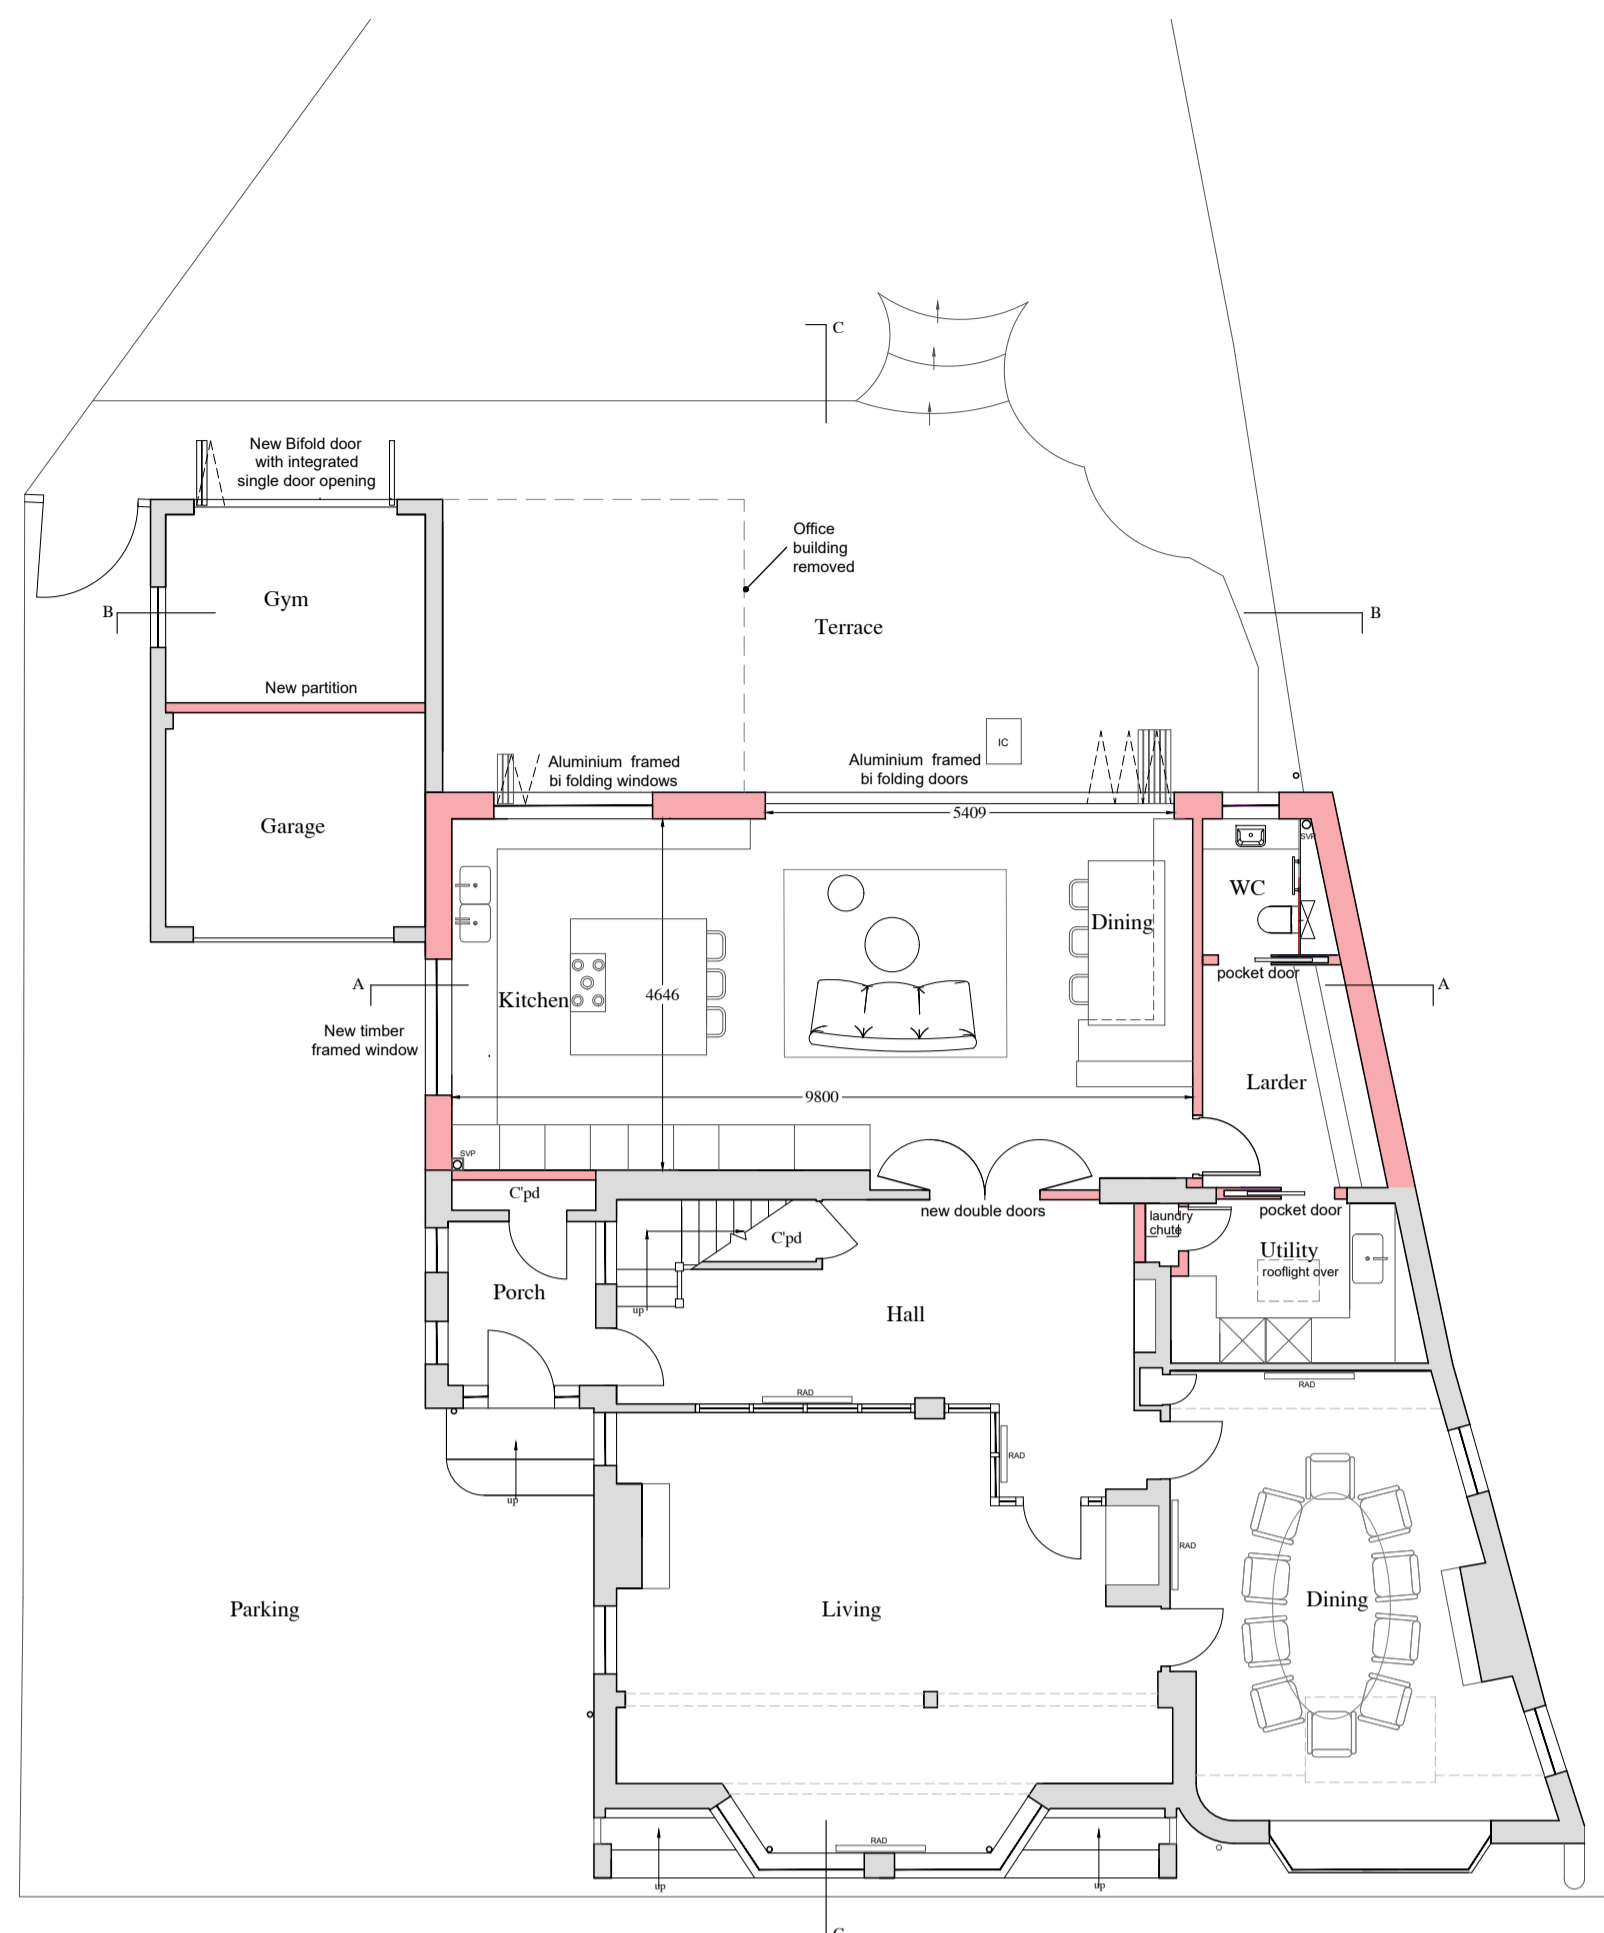 C
New Bifold door
with integrated
single door opening
Office
building
removed
Gym
B
B
Terrace
New partition
IC
Aluminium framed
bi folding windows
Aluminium framed
bi folding doors
5409
Garage
SVP
WC
Dining
pocket door
A
Kitchen
4646
A
New timber
framed window
Larder
9800
SVP
C'pd
new double doors
pocket door
laundry
chute
C'pd
Utility
rooflight over
Porch
up
Hall
RAD
RAD
RAD
up
RAD
Parking
Living
Dining
RAD
up
up
C